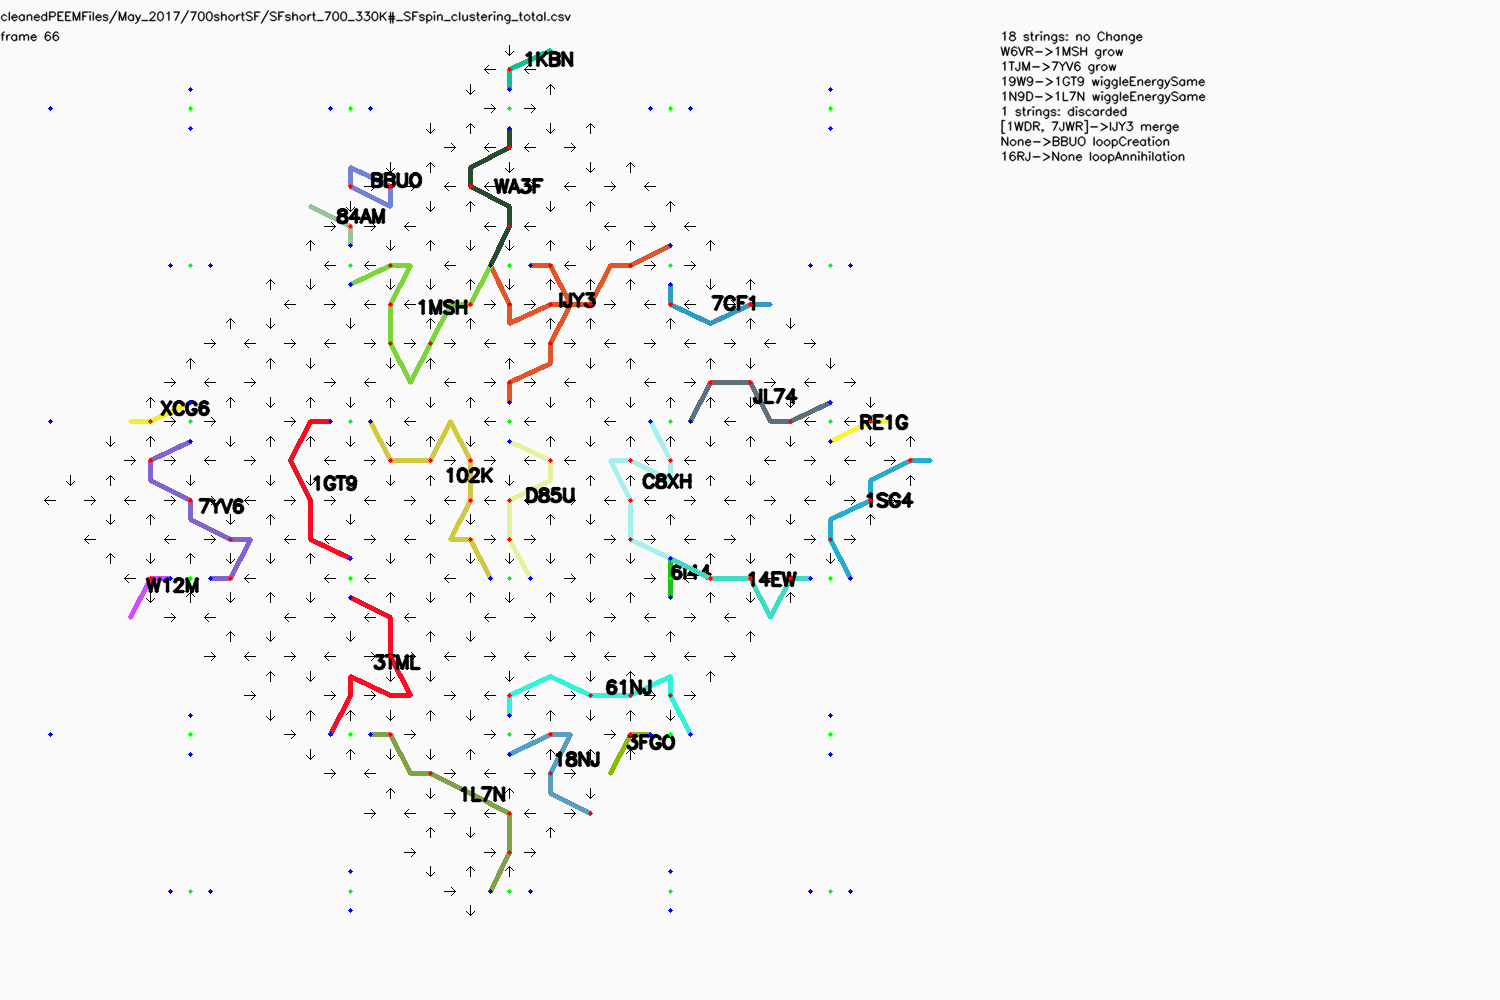 cleanedPEEMFiles/May_2017/700shortSF/SFshort_700_330K#_SFspin_clustering_total.csv
frame 66
18 strings: no Change
W6VR->1MSH grow
1TJM->7YV6 grow
19W9->1GT9 wiggleEnergySame
1N9D->1L7N wiggleEnergySame
1 strings: discarded
[1WDR, 7JWR]->IJY3 merge
None->BBUO loopCreation
16RJ->None loopAnnihilation
1KBN
BBUO
WA3F
84AM
1MSH
IJY3
7CF1
JL74
XCG6
RE1G
1GT9
102K
D85U
C8XH
1SG4
7YV6
W12M
14EW
3TML
61NJ
3FGO
18NJ
1L7N